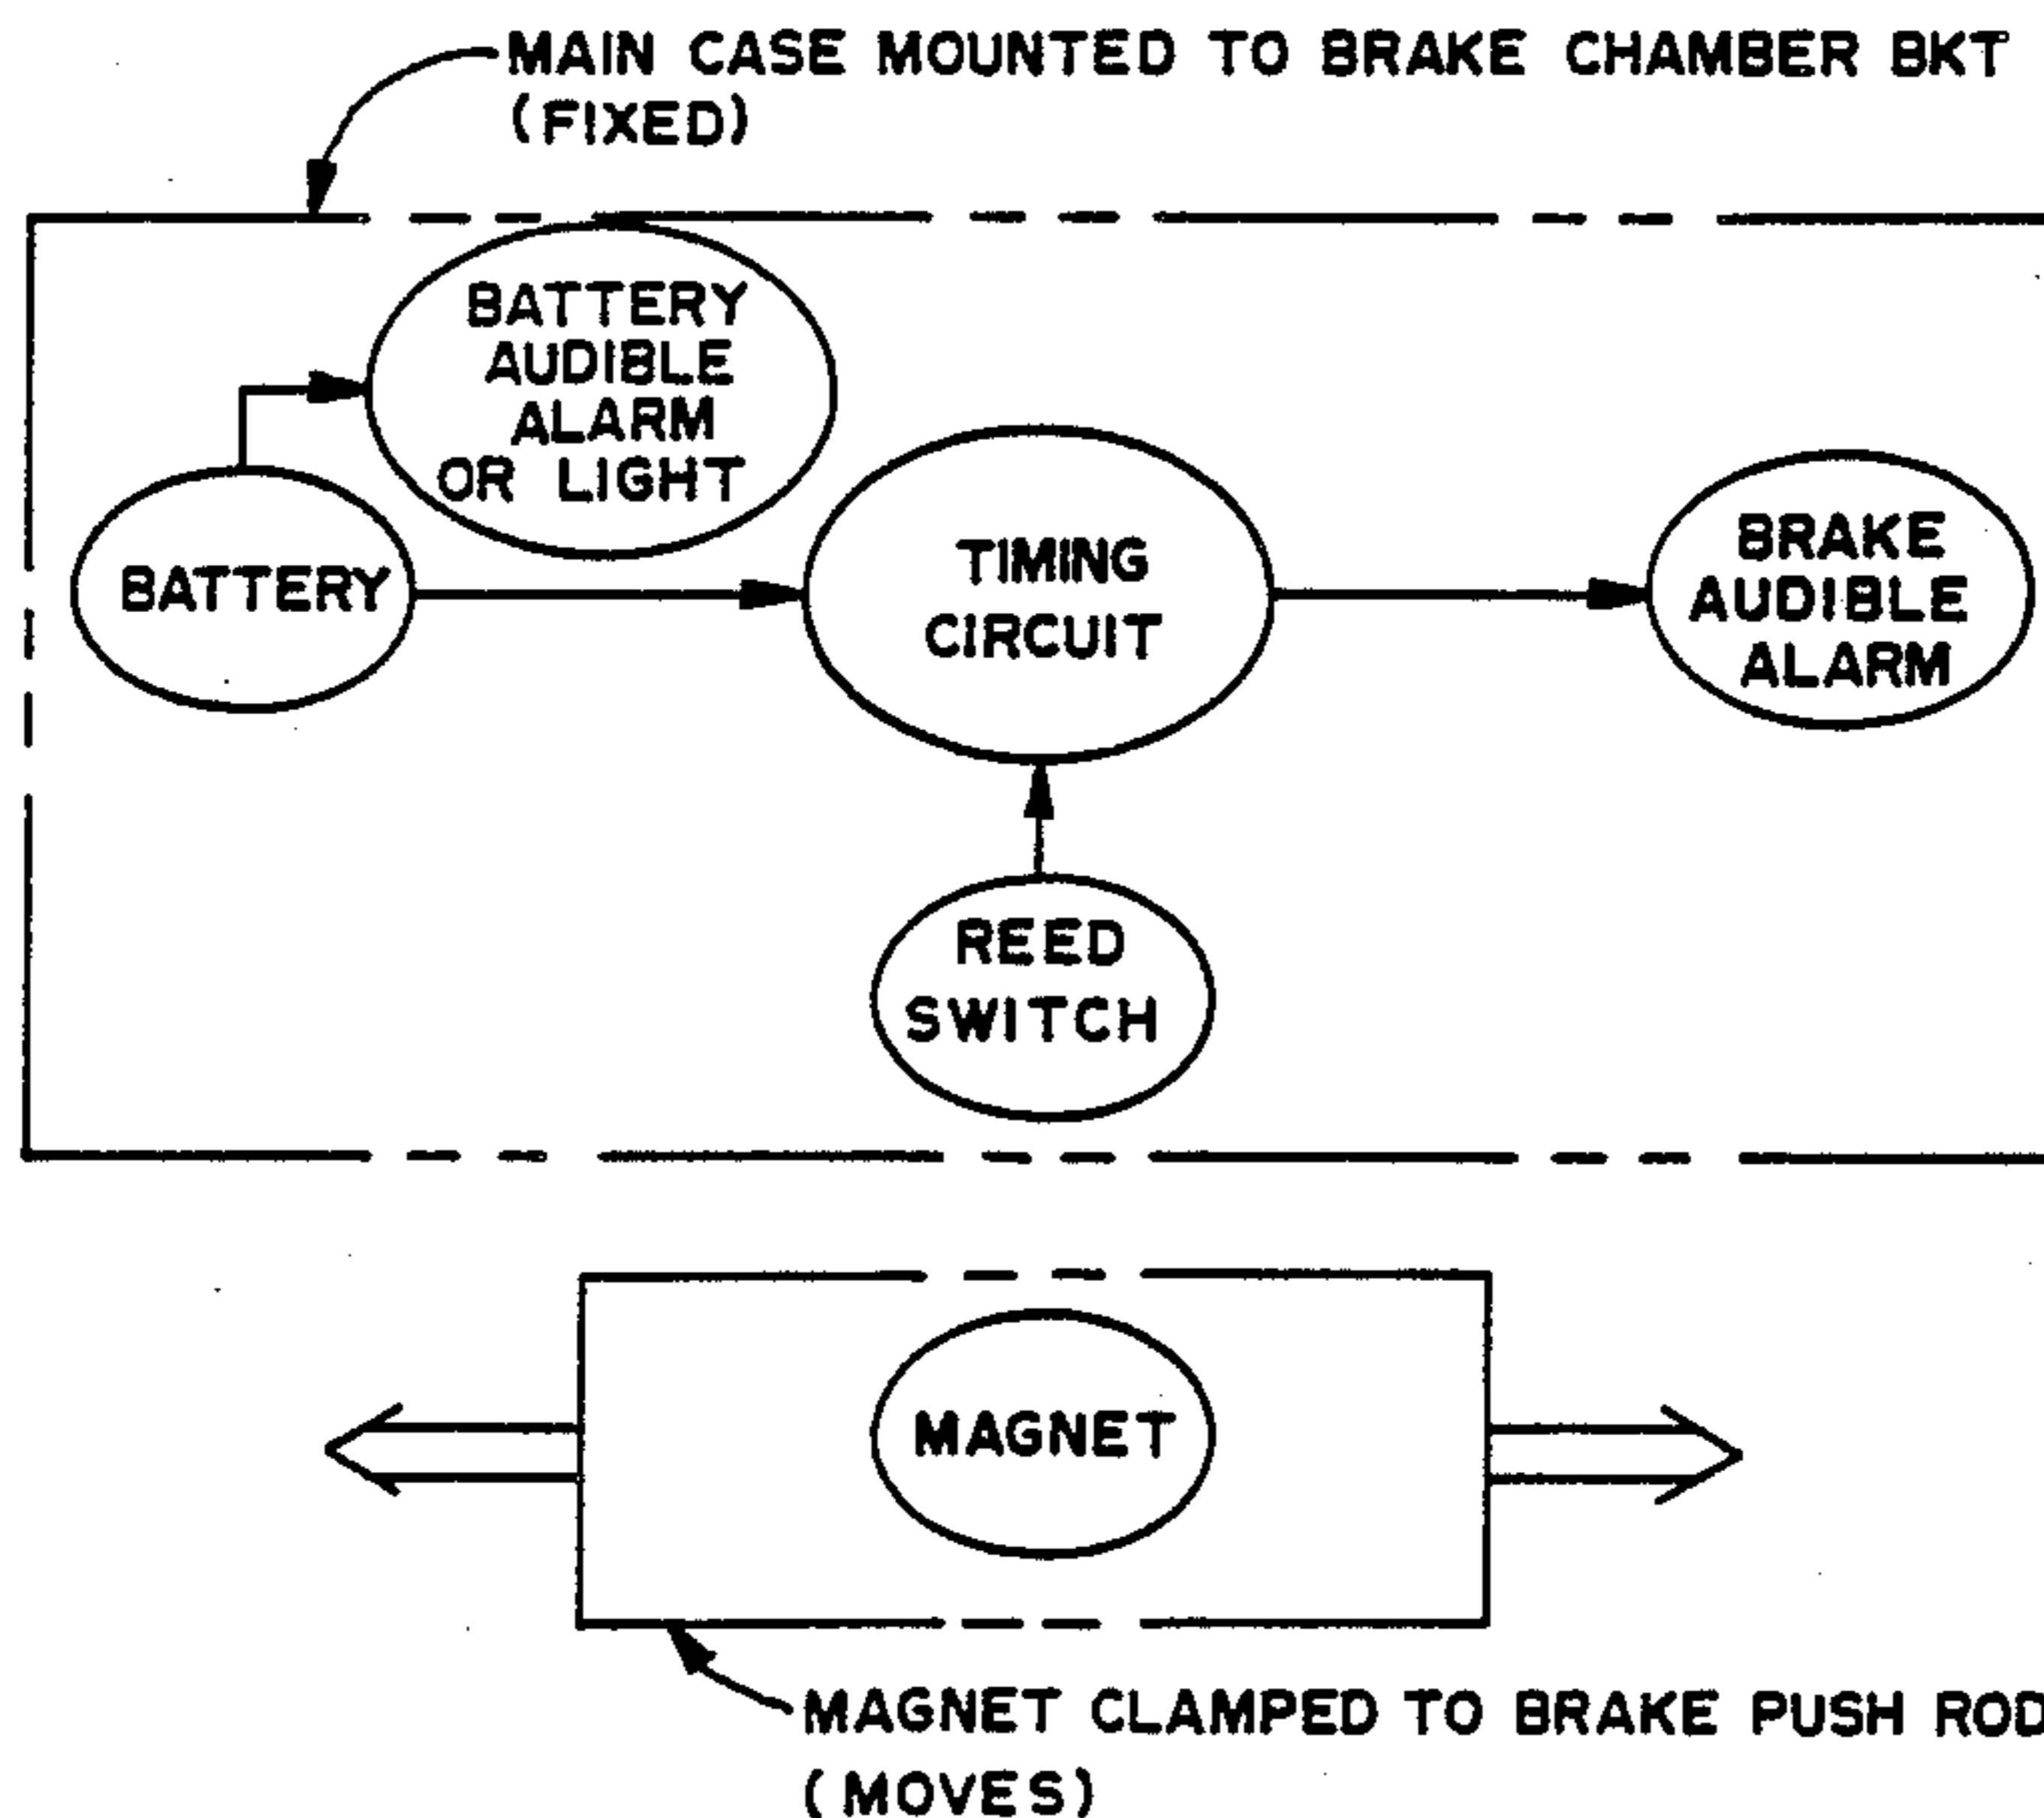 MAIN CASE MOUNTED TO BRAKE CHAMBER BKT
(FIXED)
BATTERY
AUDIBLE
ALARM
OR LIGHT
BATTERY
TIMING
CIRCUIT
BRAKE
AUDIBLE
ALARM
REED
SWITCH
MAGNET
MAGNET CLAMPED TO BRAKE PUSH ROD
(MOVES)